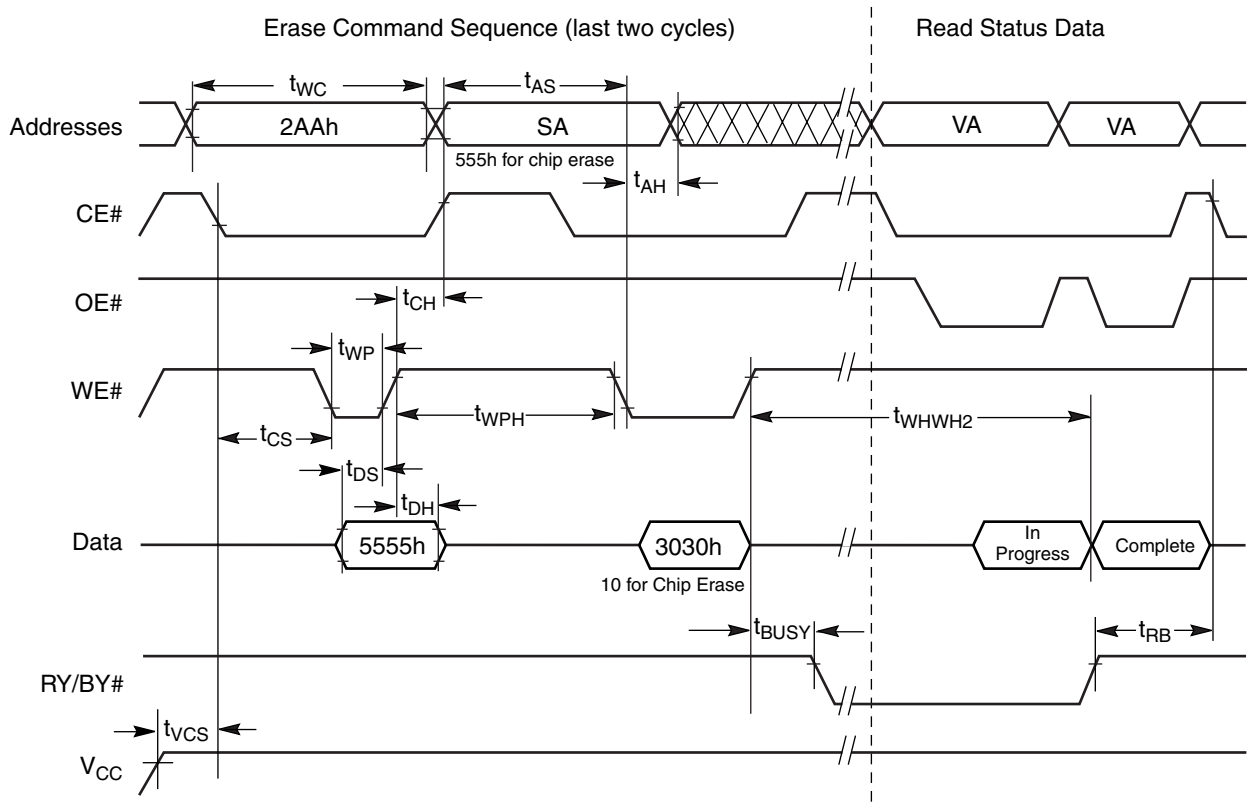 Erase Command Sequence (last two cycles)
Read Status Data
tWC
tAS
Addresses
2AAh
SA
VA
VA
555h for chip erase
tAH
CE#
OE#
tCH
tWP
WE#
tWPH
tWHWH2
tCS
tDS
tDH
Data
5555h
3030h
In
Progress
Complete
10 for Chip Erase
tBUSY
tRB
RY/BY#
tVCS
VCC